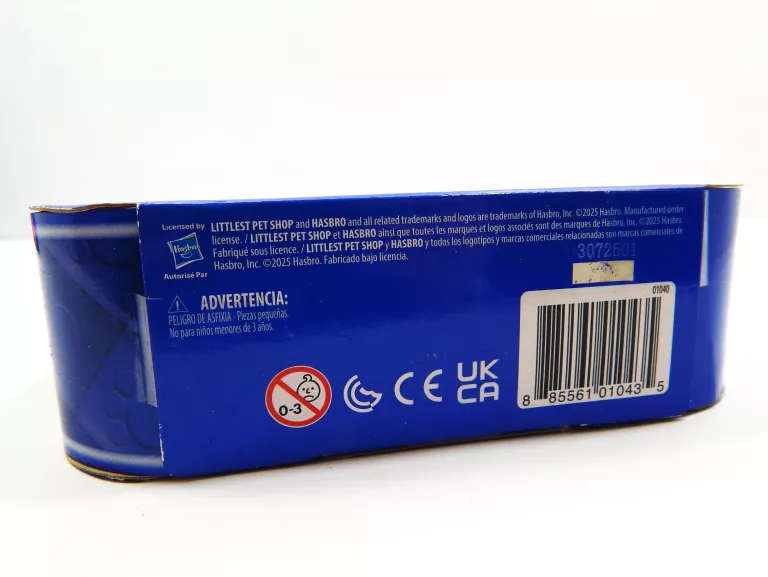 Licensed by
Hasbro
Autorisé Par
LITTLEST PET SHOP and HASBRO and all related trademarks and logos are trademarks of Hasbro, Inc. ©2025 Hasbro. Manufactured under
license. / LITTLEST PET SHOP et HASBRO ainsi que toutes les marques et logos associés sont des marques de Hasbro, Inc. ©2025 Hasbro.
Fabriqué sous licence. / LITTLEST PET SHOP y HASBRO y todos los logotipos y marcas comerciales relacionadas son marcas comerciales de
Hasbro, Inc. ©2025 Hasbro. Fabricado bajo licencia.
3072501
ADVERTENCIA:
PELIGRO DE ASFIXIA - Piezas pequeñas.
No para niños menores de 3 años.
0-3
CE
UK
CA
01040
8 85561 01043 5